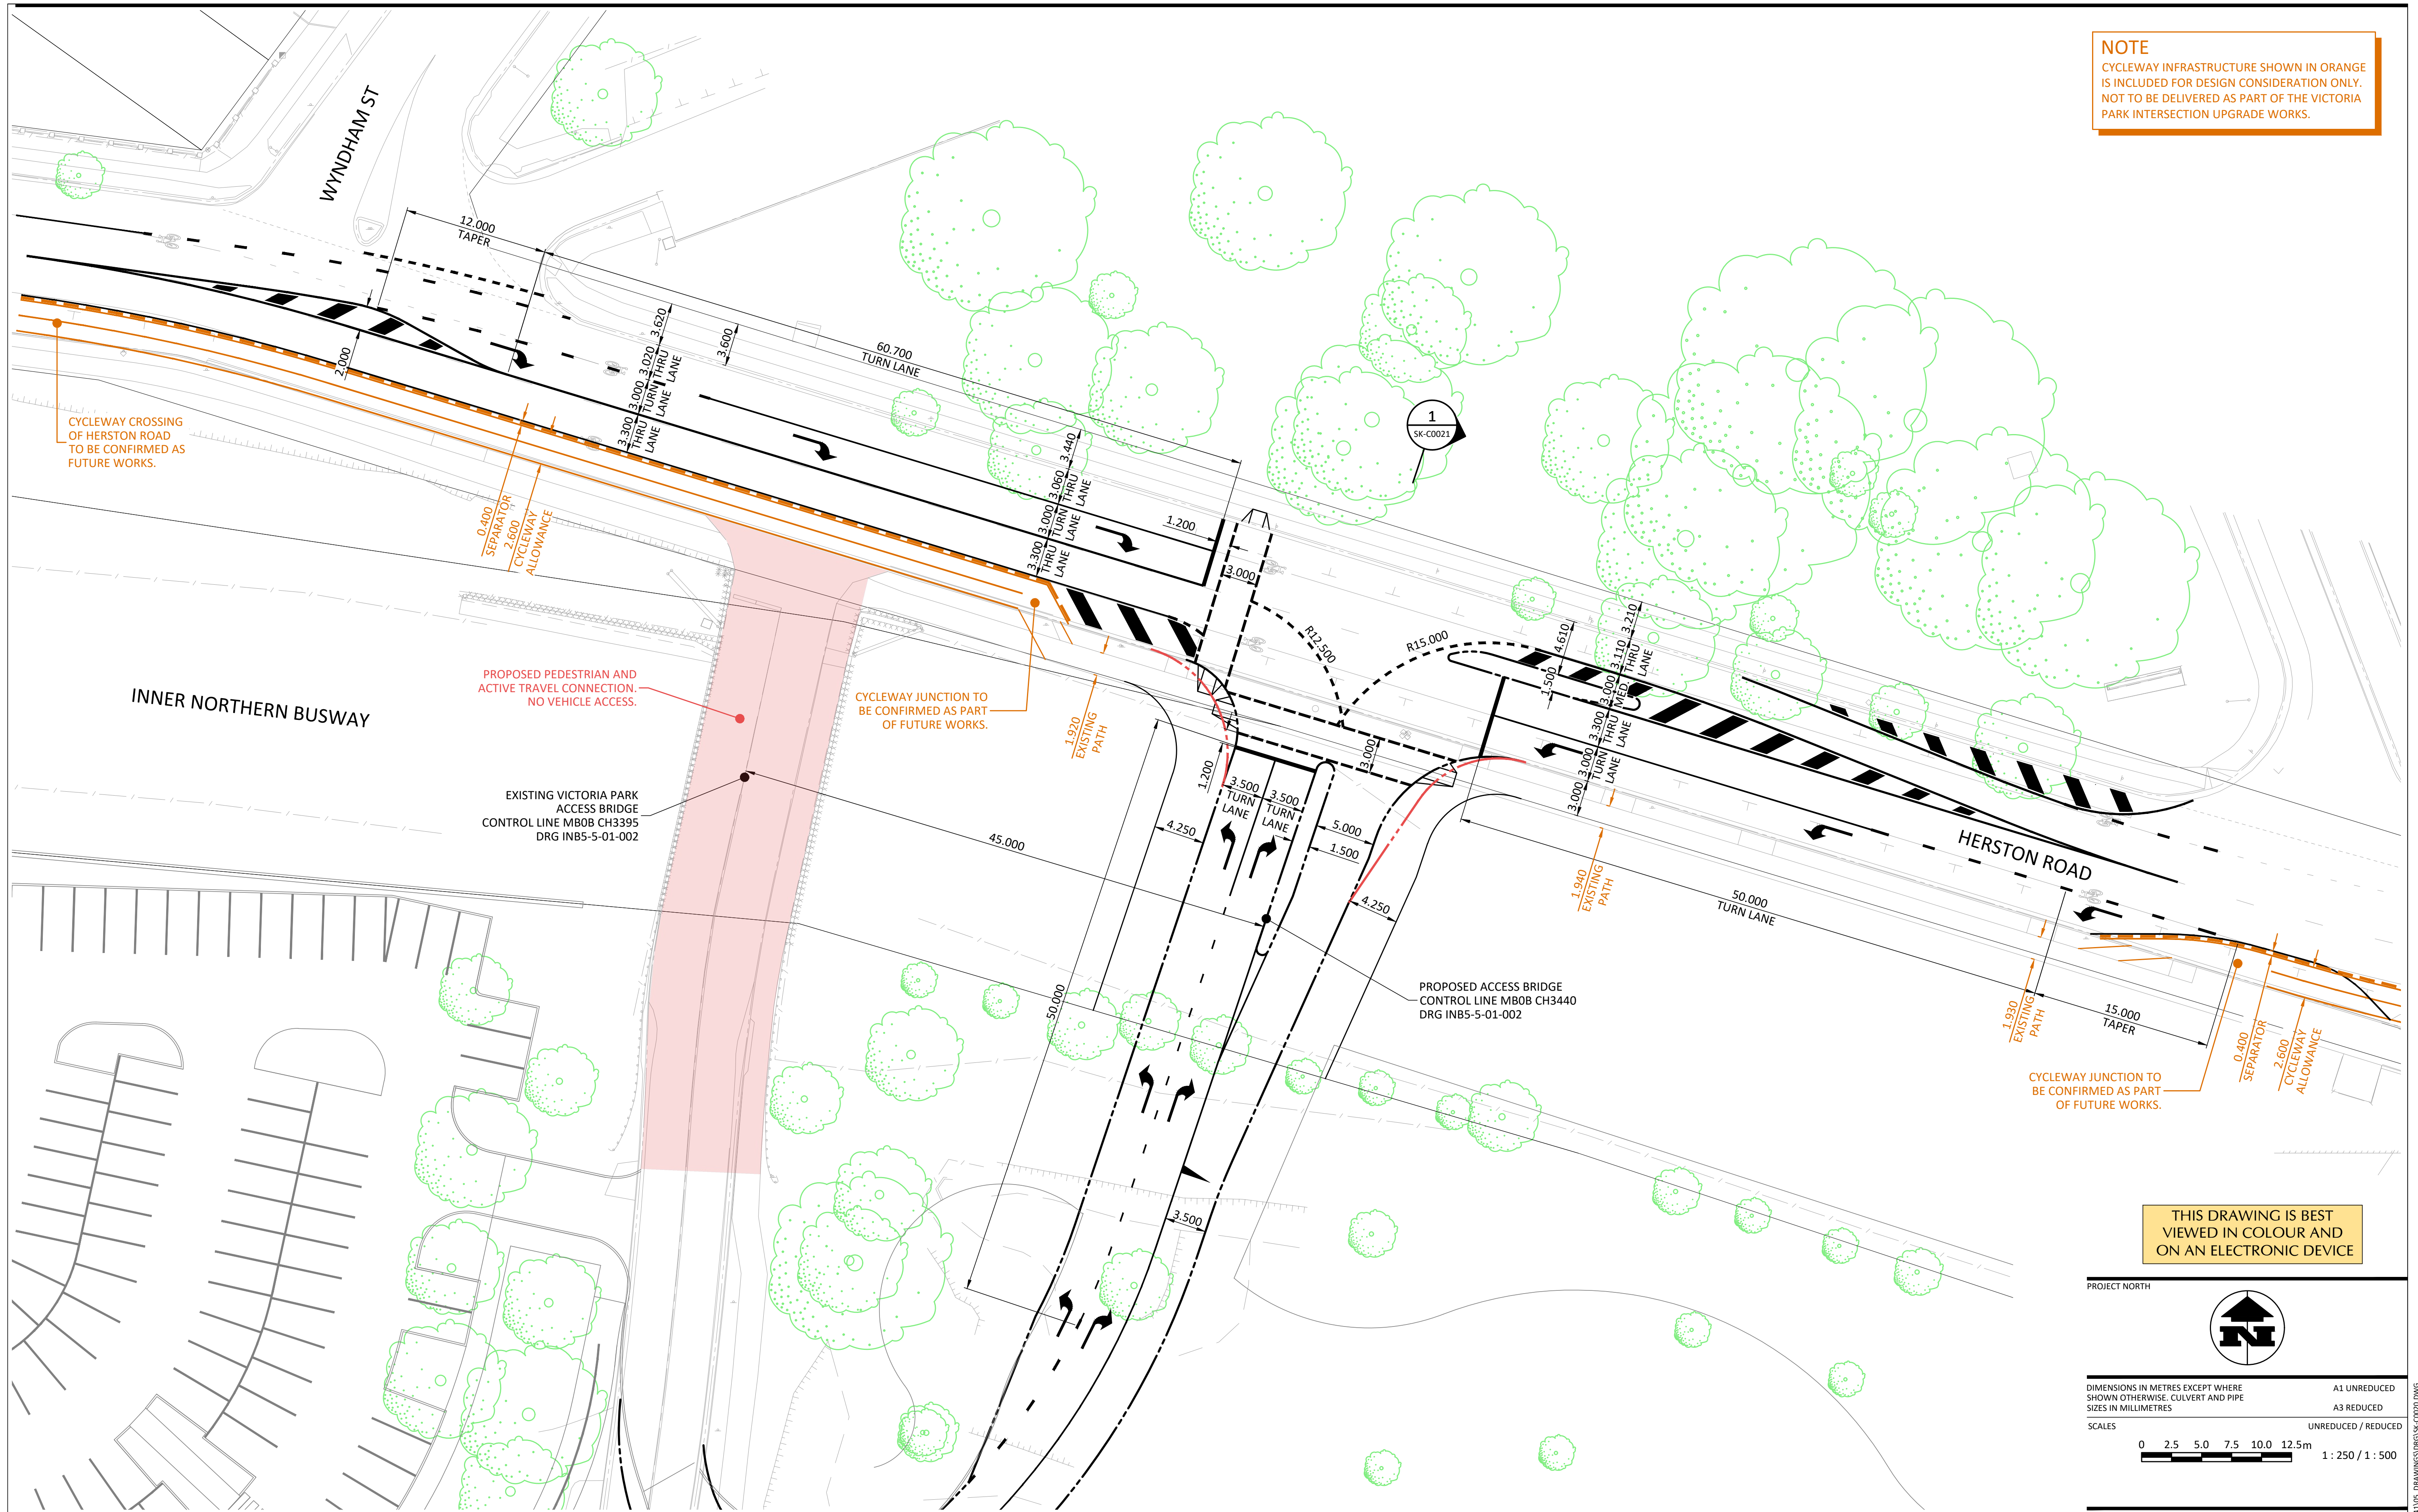 NOTE
CYCLEWAY INFRASTRUCTURE SHOWN IN ORANGE
IS INCLUDED FOR DESIGN CONSIDERATION ONLY.
NOT TO BE DELIVERED AS PART OF THE VICTORIA
PARK INTERSECTION UPGRADE WORKS.
WYNDHAM ST
12.000
TAPER
2.000
3.620
3.020
THRU
LANE
3.000
TURN
LANE
3.300
THRU
LANE
3.600
60.700
TURN LANE
1
SK-C0021
CYCLEWAY CROSSING
OF HERSTON ROAD
TO BE CONFIRMED AS
FUTURE WORKS.
0.400
SEPARATOR
2.600
CYCLEWAY
ALLOWANCE
3.440
3.060
THRU
LANE
3.000
TURN
LANE
3.300
THRU
LANE
1.200
3.000
R12.500
R15.000
4.610
1.500
3.210
3.110
THRU
LANE
3.000
MED.
3.300
THRU
LANE
3.000
TURN
LANE
3.000
INNER NORTHERN BUSWAY
PROPOSED PEDESTRIAN AND
ACTIVE TRAVEL CONNECTION.
NO VEHICLE ACCESS.
CYCLEWAY JUNCTION TO
BE CONFIRMED AS PART
OF FUTURE WORKS.
1.920
EXISTING
PATH
EXISTING VICTORIA PARK
ACCESS BRIDGE
CONTROL LINE MB0B CH3395
DRG INB5-5-01-002
45.000
1.200
3.000
3.500
TURN
LANE
3.500
TURN
LANE
4.250
5.000
1.500
4.250
50.000
HERSTON ROAD
1.940
EXISTING
PATH
50.000
TURN LANE
PROPOSED ACCESS BRIDGE
CONTROL LINE MB0B CH3440
DRG INB5-5-01-002
1.930
EXISTING
PATH
15.000
TAPER
0.400
SEPARATOR
2.600
CYCLEWAY
ALLOWANCE
CYCLEWAY JUNCTION TO
BE CONFIRMED AS PART
OF FUTURE WORKS.
3.500
THIS DRAWING IS BEST
VIEWED IN COLOUR AND
ON AN ELECTRONIC DEVICE
PROJECT NORTH
N
DIMENSIONS IN METRES EXCEPT WHERE
SHOWN OTHERWISE. CULVERT AND PIPE
SIZES IN MILLIMETRES
A1 UNREDUCED
A3 REDUCED
SCALES
UNREDUCED / REDUCED
0 2.5 5.0 7.5 10.0 12.5m
1 : 250 / 1 : 500